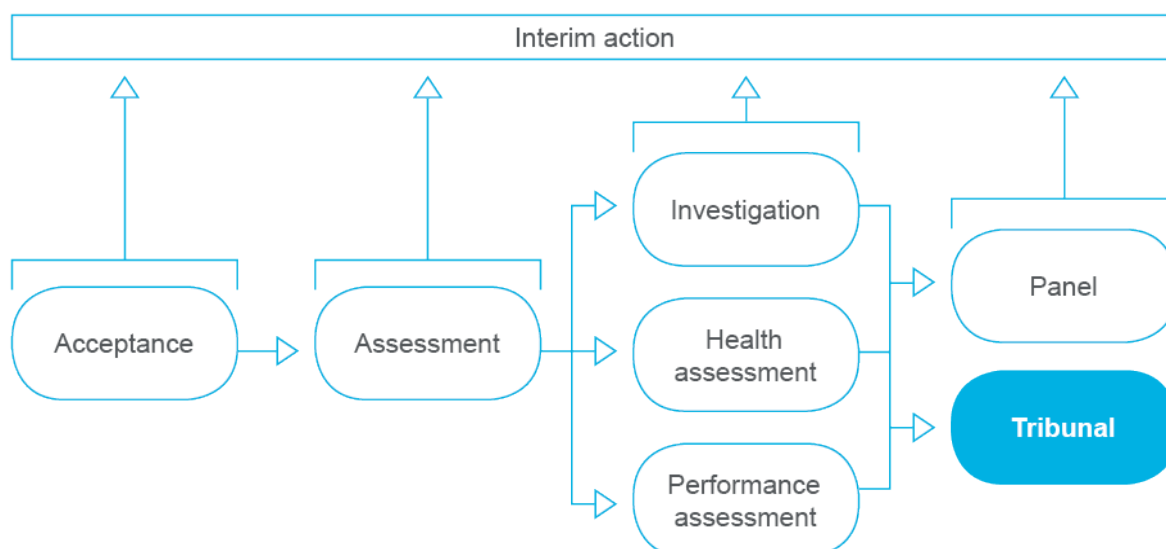 Interim action
Acceptance
Assessment
Investigation
Health
assessment
Performance
assessment
Panel
Tribunal